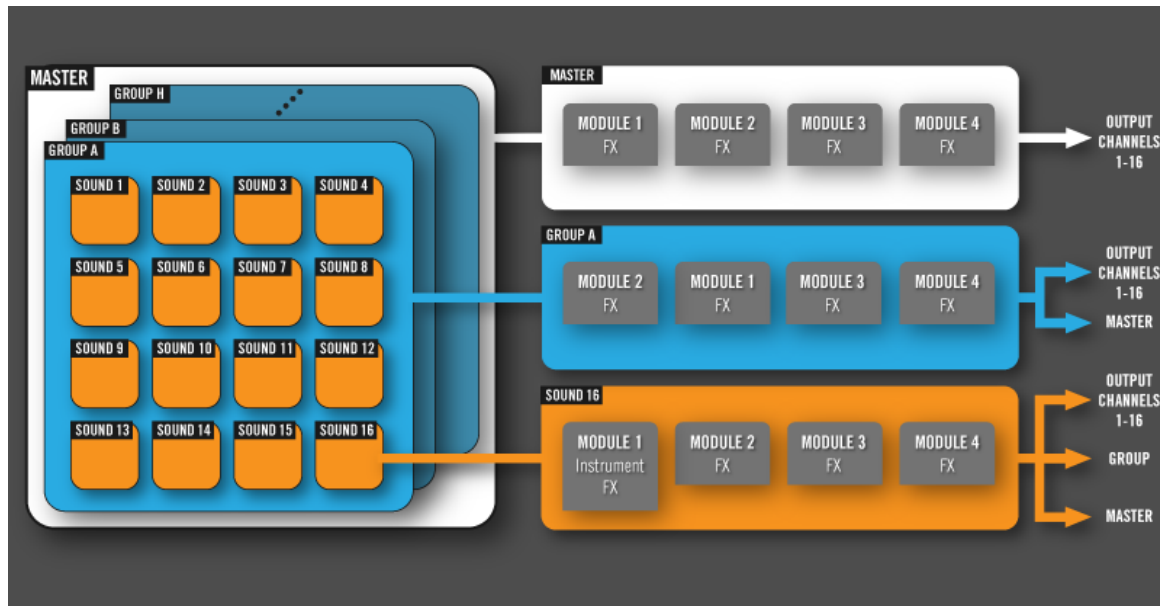 MASTER
GROUP H
GROUP B
GROUP A
SOUND 1
SOUND 2
SOUND 3
SOUND 4
SOUND 5
SOUND 6
SOUND 7
SOUND 8
SOUND 9
SOUND 10
SOUND 11
SOUND 12
SOUND 13
SOUND 14
SOUND 15
SOUND 16
MASTER
MODULE 1
FX
MODULE 2
FX
MODULE 3
FX
MODULE 4
FX
OUTPUT
CHANNELS
1-16
GROUP A
MODULE 2
FX
MODULE 1
FX
MODULE 3
FX
MODULE 4
FX
OUTPUT
CHANNELS
1-16
MASTER
SOUND 16
MODULE 1
Instrument
FX
MODULE 2
FX
MODULE 3
FX
MODULE 4
FX
OUTPUT
CHANNELS
1-16
GROUP
MASTER